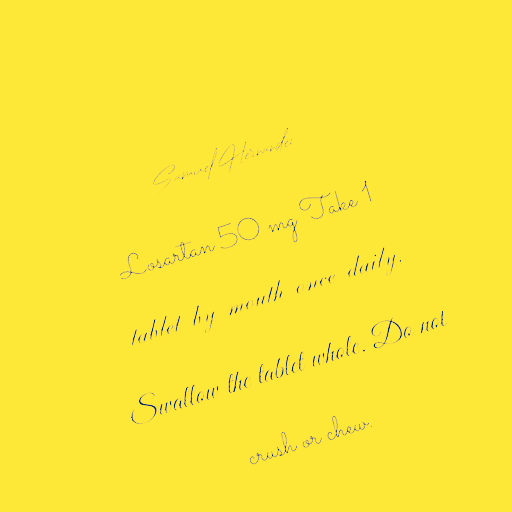 Samuel Hernandez
Losartan 50 mg Take 1
tablet by mouth once daily.
Swallow the tablet whole. Do not
crush or chew.